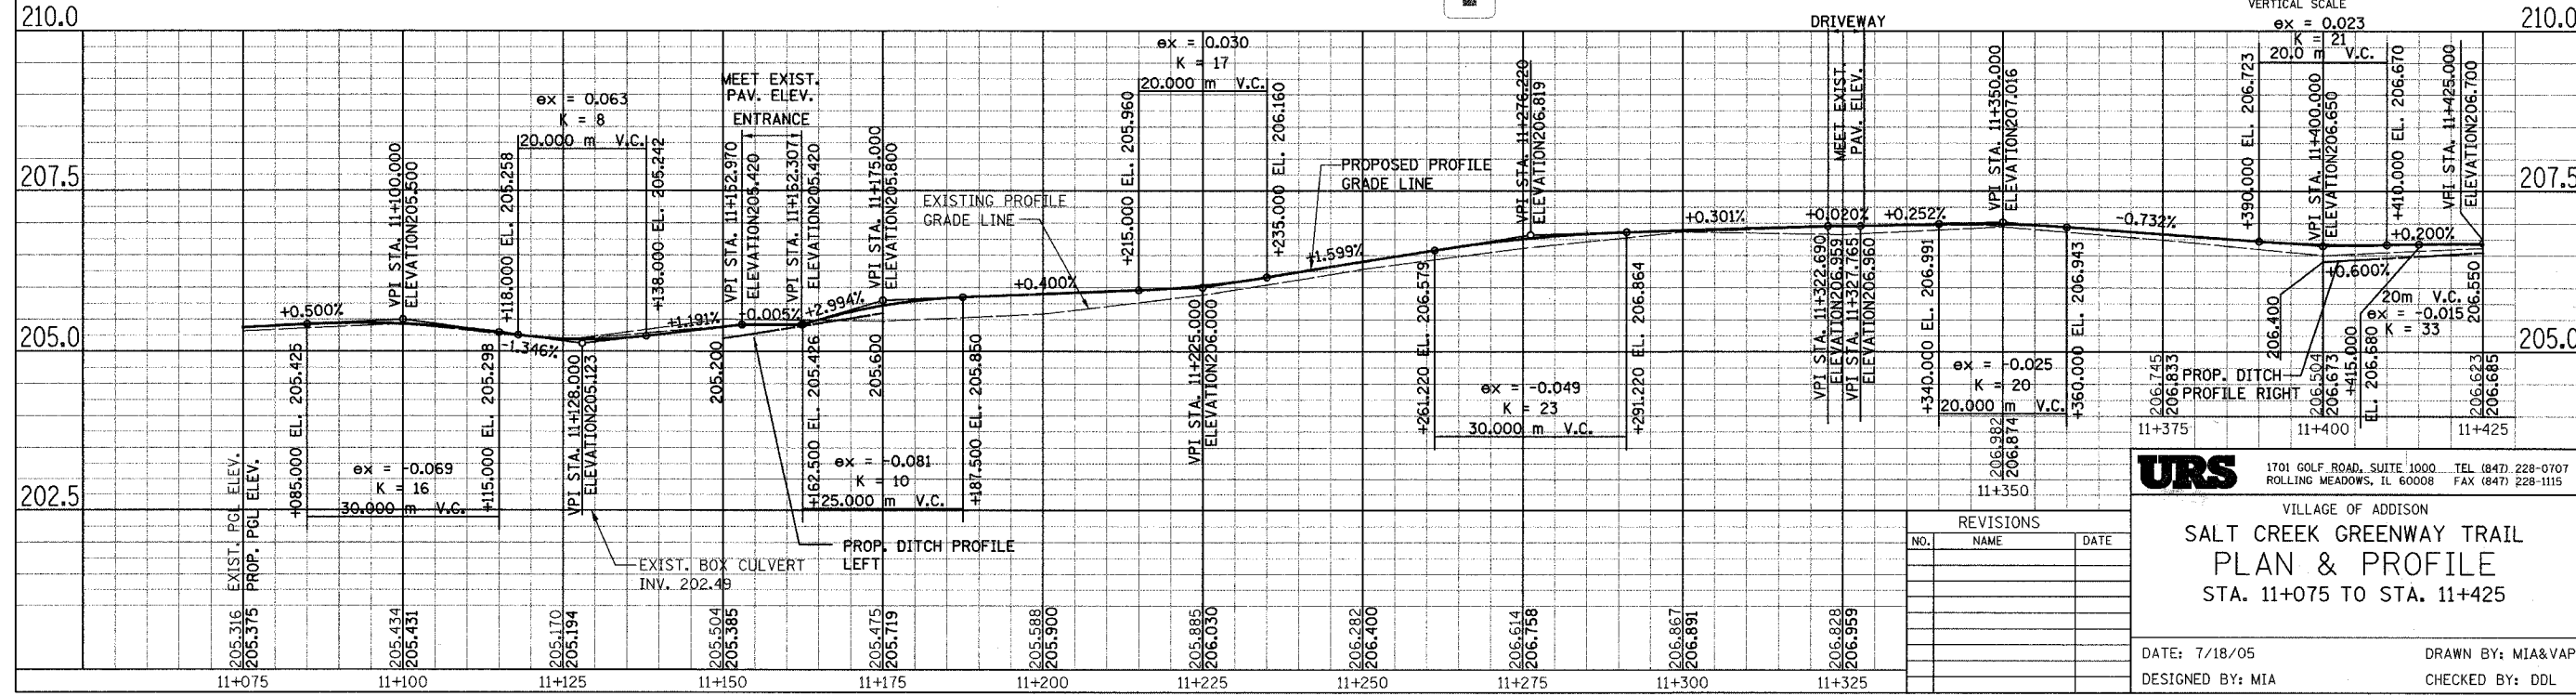 VERTICAL SCALE
210.0
210.0
207.5
207.5
205.0
205.0
202.5
ex = 0.063
K = 8
20.000 m V.C.
MEET EXIST.
PAV. ELEV.
ENTRANCE
ex = 0.030
K = 17
20.000 m V.C.
DRIVEWAY
MEET EXIST.
PAV. ELEV.
ex = 0.023
K = 21
20.0 m V.C.
VPI STA. 11+100.000
ELEVATION205.500
+118.000 EL. 205.258
+138.000 EL. 205.242
VPI STA. 11+152.970
ELEVATION205.420
VPI STA. 11+162.307
ELEVATION205.420
VPI STA. 11+175.000
ELEVATION205.800
+215.000 EL. 205.960
+235.000 EL. 206.160
VPI STA. 11+276.220
ELEVATION206.819
VPI STA. 11+350.000
ELEVATION207.016
+390.000 EL. 206.723
VPI STA. 11+400.000
ELEVATION206.650
+410.000 EL. 206.670
VPI STA. 11+425.000
ELEVATION206.700
EXISTING PROFILE
GRADE LINE
PROPOSED PROFILE
GRADE LINE
+0.500%
-1.346%
+1.191%
+0.005%
+2.994%
+0.400%
+1.599%
+0.301%
+0.020%
+0.252%
-0.732%
+0.200%
+0.600%
+085.000 EL. 205.425
+115.000 EL. 205.298
VPI STA. 11+128.000
ELEVATION205.123
205.200
+162.500 EL. 205.426
205.600
+187.500 EL. 205.850
VPI STA. 11+225.000
ELEVATION206.000
+261.220 EL. 206.579
+291.220 EL. 206.864
VPI STA. 11+322.690
ELEVATION206.959
VPI STA. 11+327.765
ELEVATION206.960
+340.000 EL. 206.991
+360.000 EL. 206.943
206.400
+415.000
EL. 206.680
206.550
20m V.C.
ex = -0.015
K = 33
ex = -0.069
K = 16
30.000 m V.C.
ex = -0.081
K = 10
25.000 m V.C.
ex = -0.049
K = 23
30.000 m V.C.
ex = -0.025
K = 20
20.000 m V.C.
PROP. DITCH
PROFILE RIGHT
PROP. DITCH PROFILE
LEFT
EXIST. BOX CULVERT
INV. 202.49
EXIST. PGL ELEV.
PROP. PGL ELEV.
205.316
205.375
205.434
205.431
205.170
205.194
205.504
205.385
205.475
205.719
205.588
205.900
205.885
206.030
206.282
206.400
206.614
206.758
206.867
206.891
206.828
206.959
206.982
206.874
206.745
206.833
206.504
206.673
206.623
206.685
11+075
11+100
11+125
11+150
11+175
11+200
11+225
11+250
11+275
11+300
11+325
11+350
11+375
11+400
11+425
REVISIONS
NO. NAME DATE
URS
1701 GOLF ROAD, SUITE 1000 TEL (847) 228-0707
ROLLING MEADOWS, IL 60008 FAX (847) 228-1115
VILLAGE OF ADDISON
SALT CREEK GREENWAY TRAIL
PLAN & PROFILE
STA. 11+075 TO STA. 11+425
DATE: 7/18/05 DRAWN BY: MIA&VAP
DESIGNED BY: MIA CHECKED BY: DDL